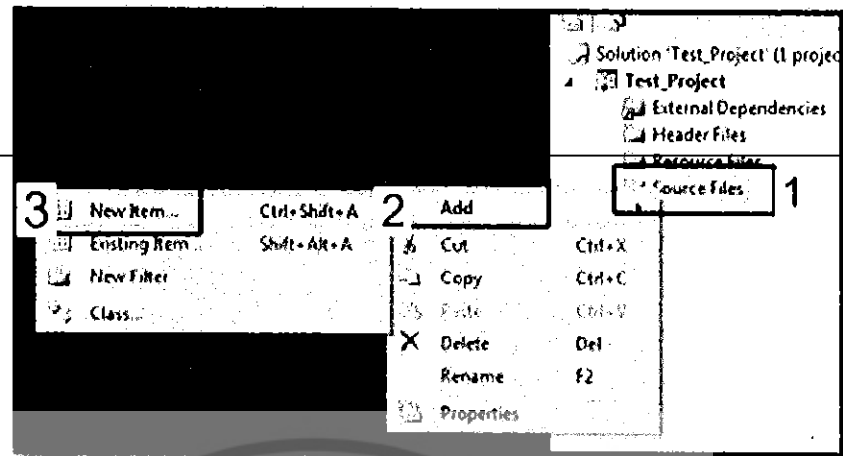 Solution 'Test_Project' (1 projec
Test_Project
External Dependencies
Header Files
Resource Files
Source Files
1
3
New Item...
Ctrl+Shift+A
2
Add
Existing Item...
Shift+Alt+A
New Filter
Class...
Cut
Ctrl+X
Copy
Ctrl+C
Paste
Ctrl+V
Delete
Del
Rename
F2
Properties